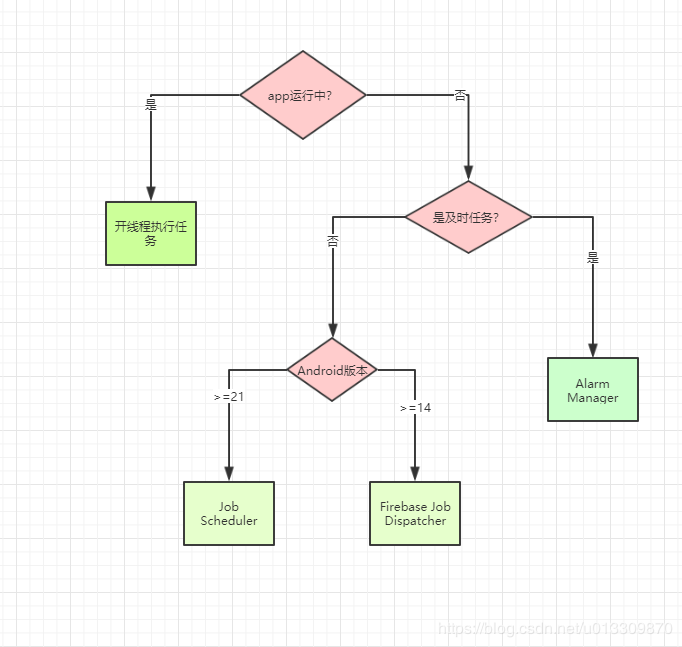 app运行中?
是
否
开线程执行任
务
是及时任务?
否
是
Android版本
>=21
>=14
Alarm
Manager
Job
Scheduler
Firebase Job
Dispatcher
https://blog.csdn.net/u013309870